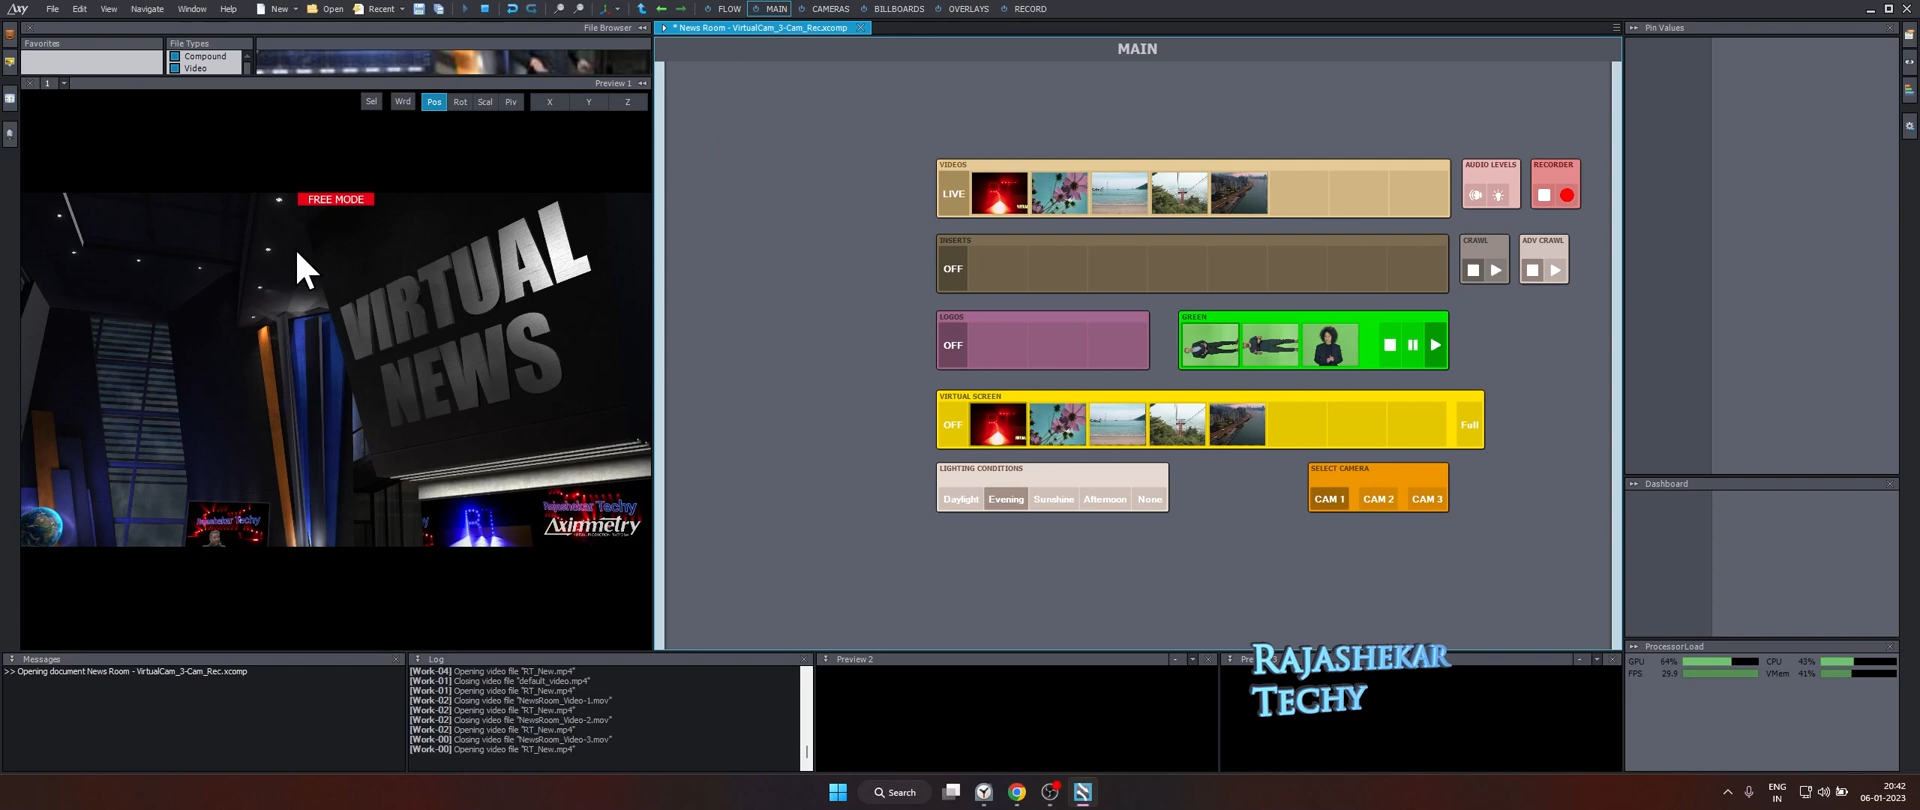 File Edit View Navigate Window Help New Open Recent FLOW MAIN CAMERAS BILLBOARDS OVERLAYS RECORD
File Browser
* News Room - VirtualCam_3-Cam_Rec.xcomp
Pin Values
Favorites
File Types
Compound
Video
MAIN
1
Preview 1
Sel Wrd Pos Rot Scal Piv X Y Z
FREE MODE
VIRTUAL
NEWS
Rajashekar Techy
Rajashekar Techy
Aximmetry
VIDEOS
LIVE
AUDIO LEVELS
RECORDER
INSERTS
OFF
CRAWL
ADV CRAWL
LOGOS
OFF
GREEN
VIRTUAL SCREEN
OFF
Full
LIGHTING CONDITIONS
Daylight Evening Sunshine Afternoon None
SELECT CAMERA
CAM 1 CAM 2 CAM 3
Dashboard
Messages
>> Opening document News Room - VirtualCam_3-Cam_Rec.xcomp
Log
[Work-04] Opening video file "RT_New.mp4"
[Work-01] Closing video file "default_video.mp4"
[Work-01] Opening video file "RT_New.mp4"
[Work-02] Closing video file "NewsRoom_Video-1.mov"
[Work-02] Opening video file "RT_New.mp4"
[Work-02] Closing video file "NewsRoom_Video-2.mov"
[Work-02] Opening video file "RT_New.mp4"
[Work-00] Closing video file "NewsRoom_Video-3.mov"
[Work-00] Opening video file "RT_New.mp4"
Preview 2
RAJASHEKAR
TECHY
ProcessorLoad
GPU 64% CPU 43%
FPS 29.9 VMem 41%
Search
ENG
IN
20:42
06-01-2023